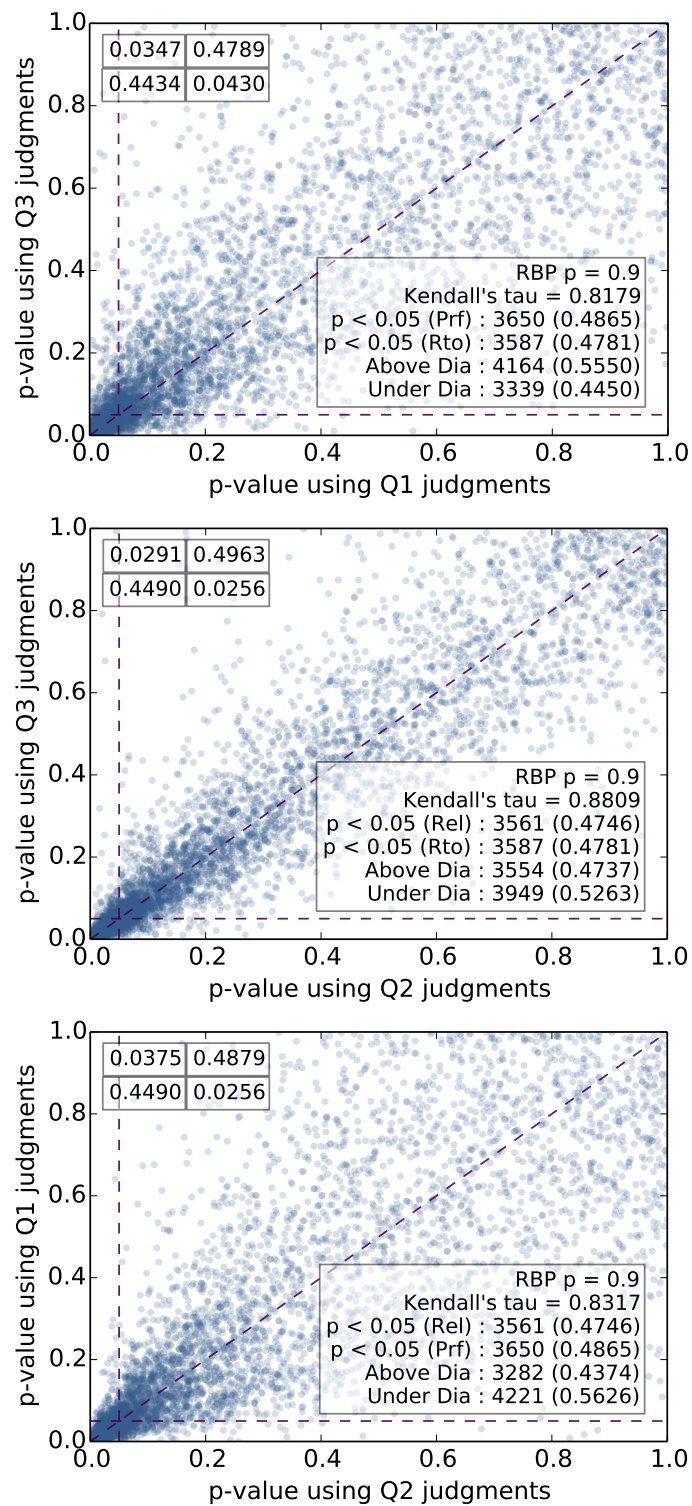 1.0
0.0347 0.4789
0.4434 0.0430
0.8
0.6
0.4
0.2
0.0
p-value using Q3 judgments
RBP p = 0.9
Kendall's tau = 0.8179
p < 0.05 (Prf) : 3650 (0.4865)
p < 0.05 (Rto) : 3587 (0.4781)
Above Dia : 4164 (0.5550)
Under Dia : 3339 (0.4450)
0.0 0.2 0.4 0.6 0.8 1.0
p-value using Q1 judgments
1.0
0.0291 0.4963
0.4490 0.0256
0.8
0.6
0.4
0.2
0.0
p-value using Q3 judgments
RBP p = 0.9
Kendall's tau = 0.8809
p < 0.05 (Rel) : 3561 (0.4746)
p < 0.05 (Rto) : 3587 (0.4781)
Above Dia : 3554 (0.4737)
Under Dia : 3949 (0.5263)
0.0 0.2 0.4 0.6 0.8 1.0
p-value using Q2 judgments
1.0
0.0375 0.4879
0.4490 0.0256
0.8
0.6
0.4
0.2
0.0
p-value using Q1 judgments
RBP p = 0.9
Kendall's tau = 0.8317
p < 0.05 (Rel) : 3561 (0.4746)
p < 0.05 (Prf) : 3650 (0.4865)
Above Dia : 3282 (0.4374)
Under Dia : 4221 (0.5626)
0.0 0.2 0.4 0.6 0.8 1.0
p-value using Q2 judgments